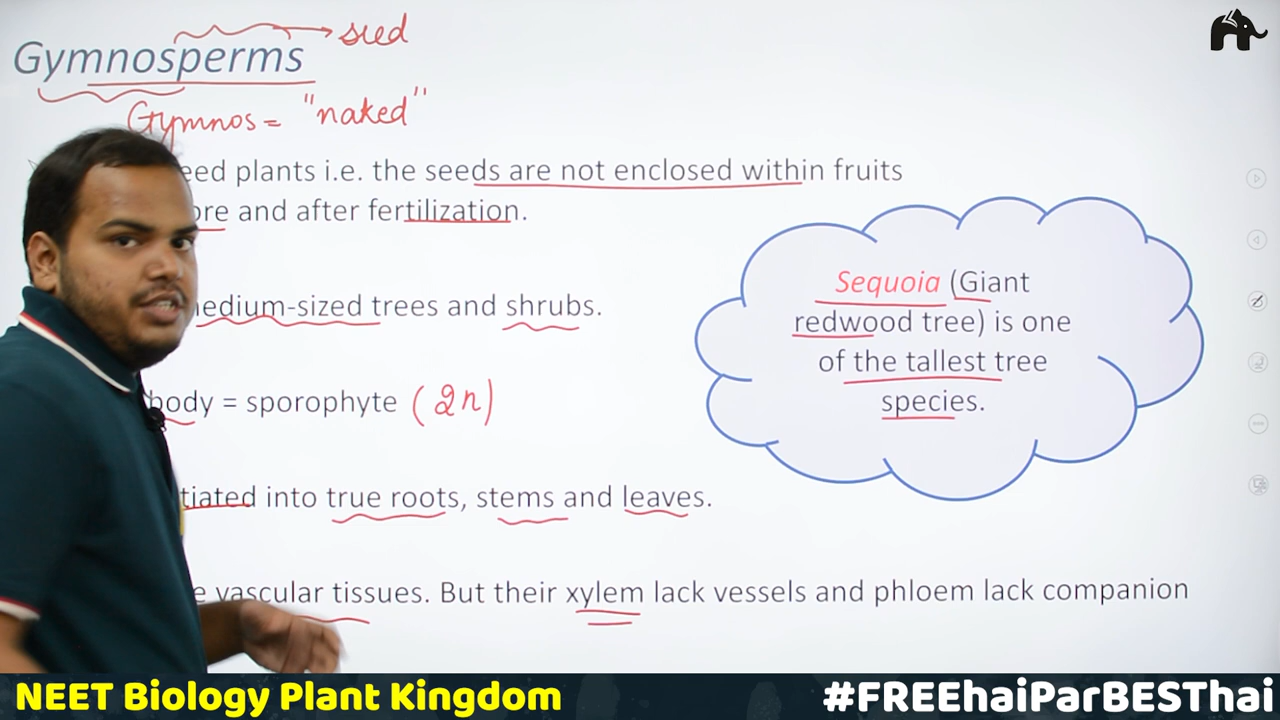 Gymnosperms → seed
Gymnos = "naked"
eed plants i.e. the seeds are not enclosed within fruits
ore and after fertilization.
Sequoia (Giant
redwood tree) is one
of the tallest tree
species.
edium-sized trees and shrubs.
body = sporophyte (2n)
tiated into true roots, stems and leaves.
e vascular tissues. But their xylem lack vessels and phloem lack companion
NEET Biology Plant Kingdom
#FREEhaiParBESThai